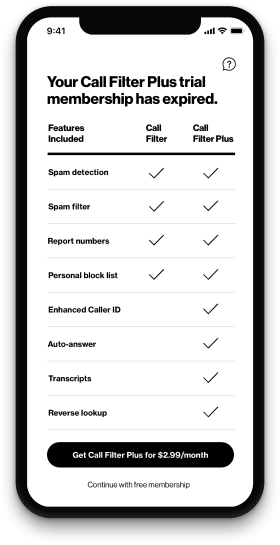 9:41
?
Your Call Filter Plus trial
membership has expired.
Features Included Call Filter Call Filter Plus
Spam detection
Spam filter
Report numbers
Personal block list
Enhanced Caller ID
Auto-answer
Transcripts
Reverse lookup
Get Call Filter Plus for $2.99/month
Continue with free membership